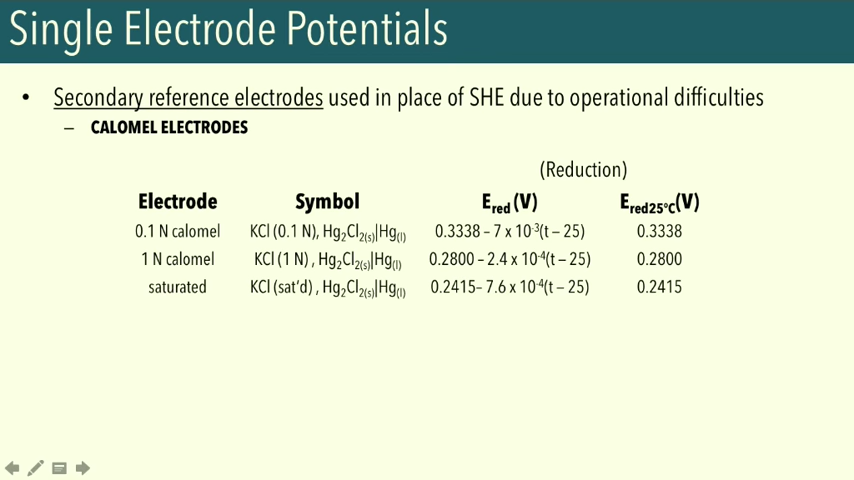 Single Electrode Potentials
• Secondary reference electrodes used in place of SHE due to operational difficulties
– CALOMEL ELECTRODES
(Reduction)
Electrode Symbol E_red (V) E_red25°C(V)
0.1 N calomel KCl (0.1 N), Hg₂Cl₂(s)|Hg(l) 0.3338 – 7 x 10⁻³(t – 25) 0.3338
1 N calomel KCl (1 N) , Hg₂Cl₂(s)|Hg(l) 0.2800 – 2.4 x 10⁻⁴(t – 25) 0.2800
saturated KCl (sat'd) , Hg₂Cl₂(s)|Hg(l) 0.2415– 7.6 x 10⁻⁴(t – 25) 0.2415